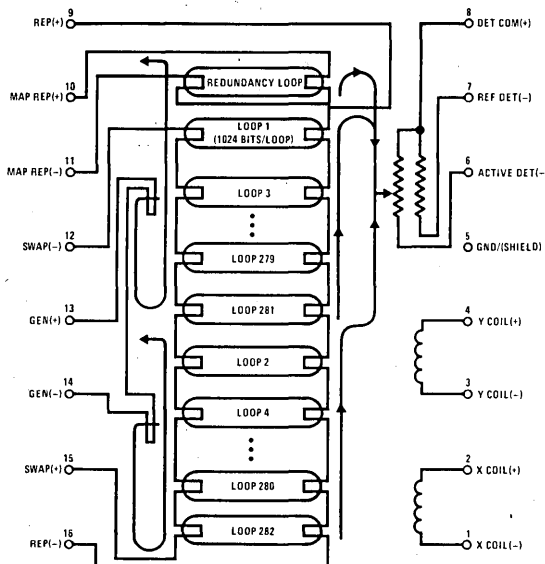 9
REP(+)
10
MAP REP(+)
11
MAP REP(-)
12
SWAP(-)
13
GEN(+)
14
GEN(-)
15
SWAP(+)
16
REP(-)
REDUNDANCY LOOP
LOOP 1
(1024 BITS/LOOP)
LOOP 3
LOOP 279
LOOP 281
LOOP 2
LOOP 4
LOOP 280
LOOP 282
8
DET COM(+)
7
REF DET(-)
6
ACTIVE DET(-
5
GND/(SHIELD)
4
Y COIL(+)
3
Y COIL(-)
2
X COIL(+)
1
X COIL(-)